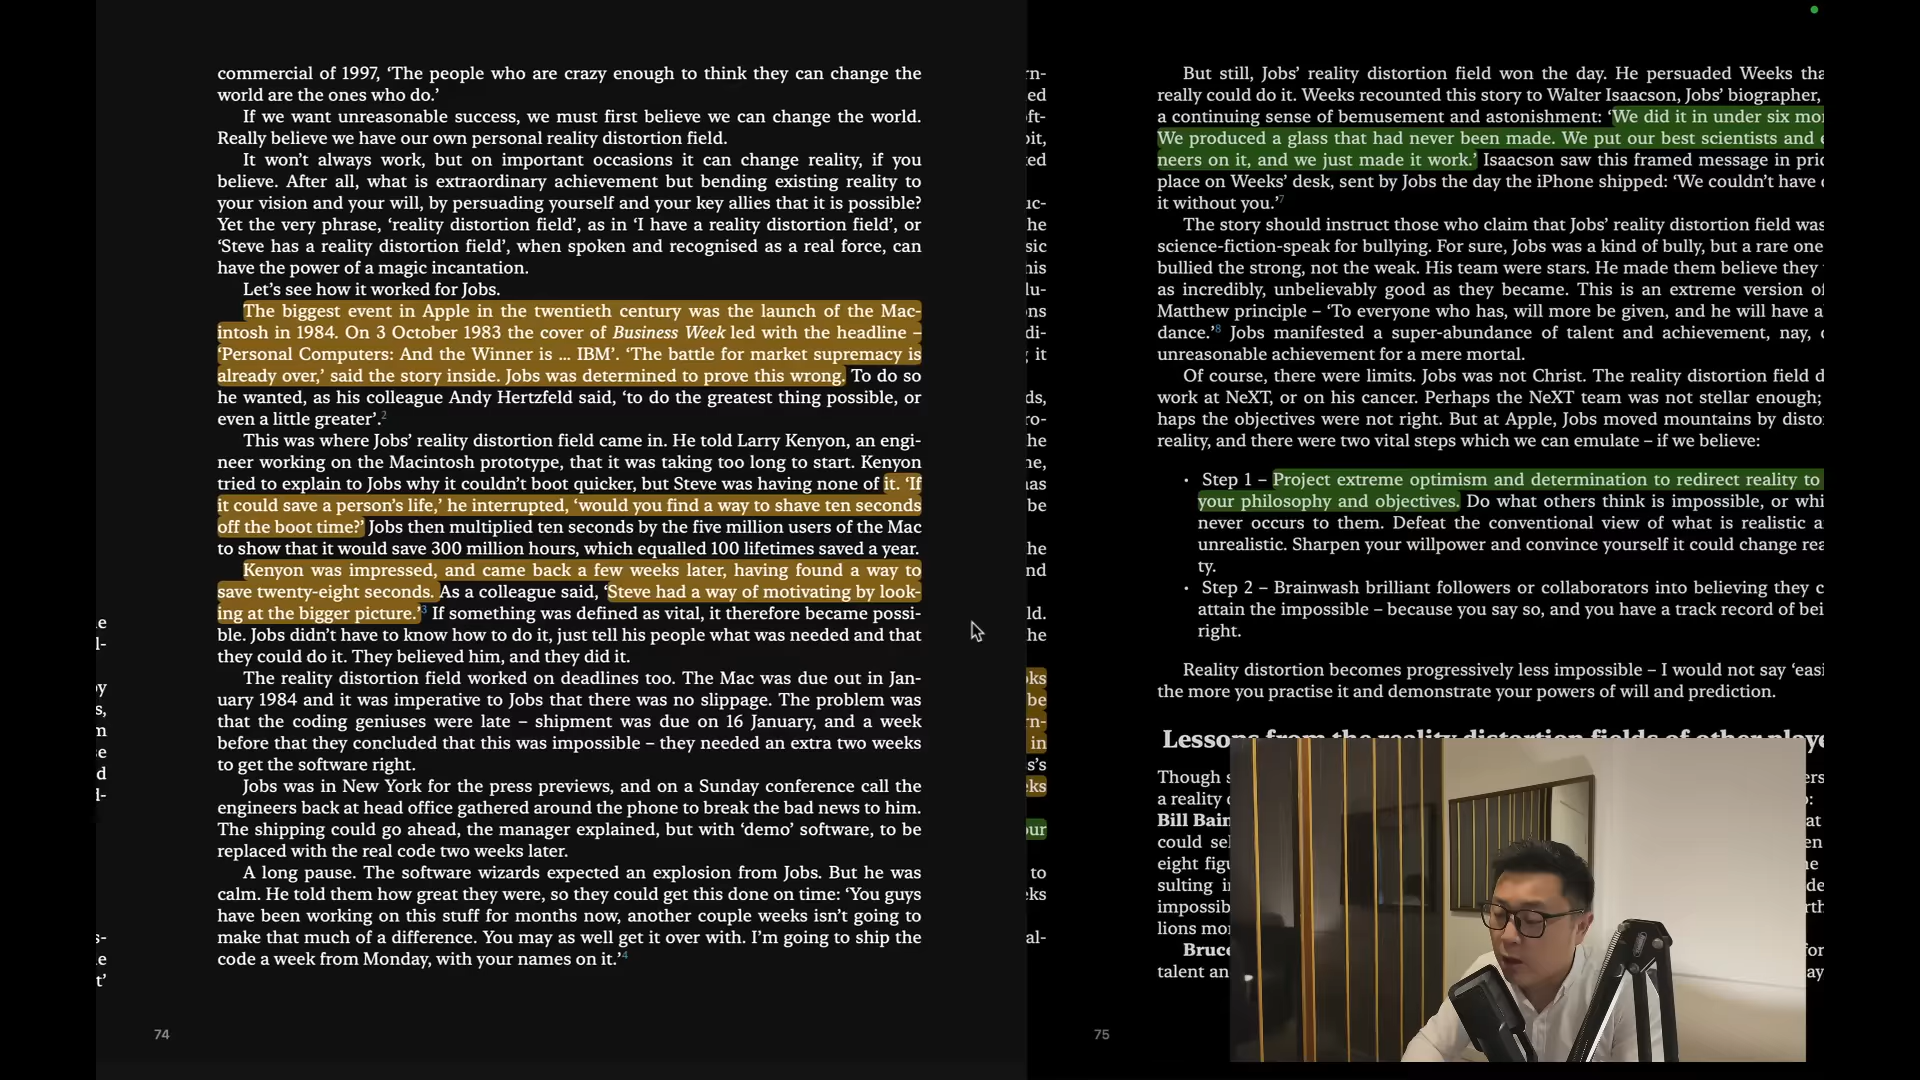 commercial of 1997, ‘The people who are crazy enough to think they can change the
world are the ones who do.’
If we want unreasonable success, we must first believe we can change the world.
Really believe we have our own personal reality distortion field.
It won’t always work, but on important occasions it can change reality, if you
believe. After all, what is extraordinary achievement but bending existing reality to
your vision and your will, by persuading yourself and your key allies that it is possible?
Yet the very phrase, ‘reality distortion field’, as in ‘I have a reality distortion field’, or
‘Steve has a reality distortion field’, when spoken and recognised as a real force, can
have the power of a magic incantation.
Let’s see how it worked for Jobs.
The biggest event in Apple in the twentieth century was the launch of the Mac-
intosh in 1984. On 3 October 1983 the cover of Business Week led with the headline –
‘Personal Computers: And the Winner is ... IBM’. ‘The battle for market supremacy is
already over,’ said the story inside. Jobs was determined to prove this wrong. To do so
he wanted, as his colleague Andy Hertzfeld said, ‘to do the greatest thing possible, or
even a little greater’.2
This was where Jobs’ reality distortion field came in. He told Larry Kenyon, an engi-
neer working on the Macintosh prototype, that it was taking too long to start. Kenyon
tried to explain to Jobs why it couldn’t boot quicker, but Steve was having none of it. ‘If
it could save a person’s life,’ he interrupted, ‘would you find a way to shave ten seconds
off the boot time?’ Jobs then multiplied ten seconds by the five million users of the Mac
to show that it would save 300 million hours, which equalled 100 lifetimes saved a year.
Kenyon was impressed, and came back a few weeks later, having found a way to
save twenty-eight seconds. As a colleague said, ‘Steve had a way of motivating by look-
ing at the bigger picture.’3 If something was defined as vital, it therefore became possi-
ble. Jobs didn’t have to know how to do it, just tell his people what was needed and that
they could do it. They believed him, and they did it.
The reality distortion field worked on deadlines too. The Mac was due out in Jan-
uary 1984 and it was imperative to Jobs that there was no slippage. The problem was
that the coding geniuses were late – shipment was due on 16 January, and a week
before that they concluded that this was impossible – they needed an extra two weeks
to get the software right.
Jobs was in New York for the press previews, and on a Sunday conference call the
engineers back at head office gathered around the phone to break the bad news to him.
The shipping could go ahead, the manager explained, but with ‘demo’ software, to be
replaced with the real code two weeks later.
A long pause. The software wizards expected an explosion from Jobs. But he was
calm. He told them how great they were, so they could get this done on time: ‘You guys
have been working on this stuff for months now, another couple weeks isn’t going to
make that much of a difference. You may as well get it over with. I’m going to ship the
code a week from Monday, with your names on it.’4
74
But still, Jobs’ reality distortion field won the day. He persuaded Weeks tha
really could do it. Weeks recounted this story to Walter Isaacson, Jobs’ biographer,
a continuing sense of bemusement and astonishment: ‘We did it in under six mo
We produced a glass that had never been made. We put our best scientists and e
neers on it, and we just made it work.’ Isaacson saw this framed message in pric
place on Weeks’ desk, sent by Jobs the day the iPhone shipped: ‘We couldn’t have
it without you.’7
The story should instruct those who claim that Jobs’ reality distortion field was
science-fiction-speak for bullying. For sure, Jobs was a kind of bully, but a rare one
bullied the strong, not the weak. His team were stars. He made them believe they
as incredibly, unbelievably good as they became. This is an extreme version of
Matthew principle – ‘To everyone who has, will more be given, and he will have a
dance.’8 Jobs manifested a super-abundance of talent and achievement, nay,
unreasonable achievement for a mere mortal.
Of course, there were limits. Jobs was not Christ. The reality distortion field d
work at NeXT, or on his cancer. Perhaps the NeXT team was not stellar enough;
haps the objectives were not right. But at Apple, Jobs moved mountains by disto
reality, and there were two vital steps which we can emulate – if we believe:
• Step 1 – Project extreme optimism and determination to redirect reality to
your philosophy and objectives. Do what others think is impossible, or whi
never occurs to them. Defeat the conventional view of what is realistic a
unrealistic. Sharpen your willpower and convince yourself it could change rea
ty.
• Step 2 – Brainwash brilliant followers or collaborators into believing they c
attain the impossible – because you say so, and you have a track record of bei
right.
Reality distortion becomes progressively less impossible – I would not say ‘easi
the more you practise it and demonstrate your powers of will and prediction.
Lessons from the reality distortion fields of other playe
Though s
a reality
Bill Bain
could se
eight figu
sulting i
impossib
lions mo
Bruce
talent an
75